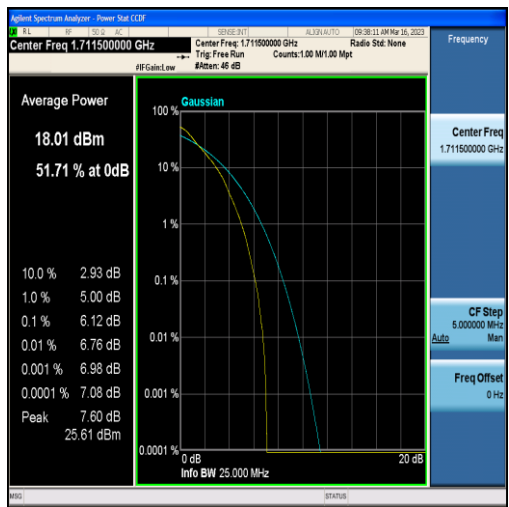 Agilent Spectrum Analyzer - Power Stat CCDF
RL RF 50 Ω AC SENSE:INT ALIGN AUTO 09:38:11 AM Mar 16, 2023
Center Freq 1.711500000 GHz
Center Freq: 1.711500000 GHz Radio Std: None
Trig: Free Run Counts:1.00 M/1.00 Mpt
#IFGain:Low #Atten: 46 dB
Frequency
Average Power
18.01 dBm
51.71 % at 0dB
10.0 % 2.93 dB
1.0 % 5.00 dB
0.1 % 6.12 dB
0.01 % 6.76 dB
0.001 % 6.98 dB
0.0001 % 7.08 dB
Peak 7.60 dB
25.61 dBm
Gaussian
100 %
10 %
1 %
0.1 %
0.01 %
0.001 %
0.0001 %
0 dB 20 dB
Info BW 25.000 MHz
Center Freq
1.711500000 GHz
CF Step
5.000000 MHz
Auto Man
Freq Offset
0 Hz
MSG STATUS